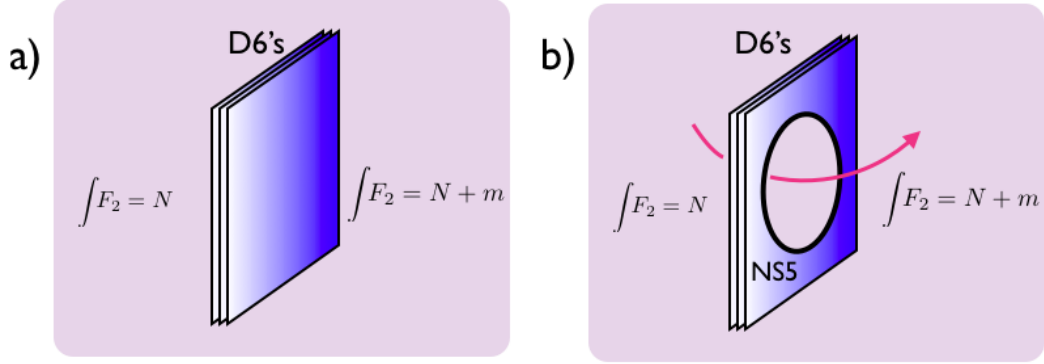 a)
D6's
∫F₂ = N
∫F₂ = N + m
b)
D6's
∫F₂ = N
∫F₂ = N + m
NS5